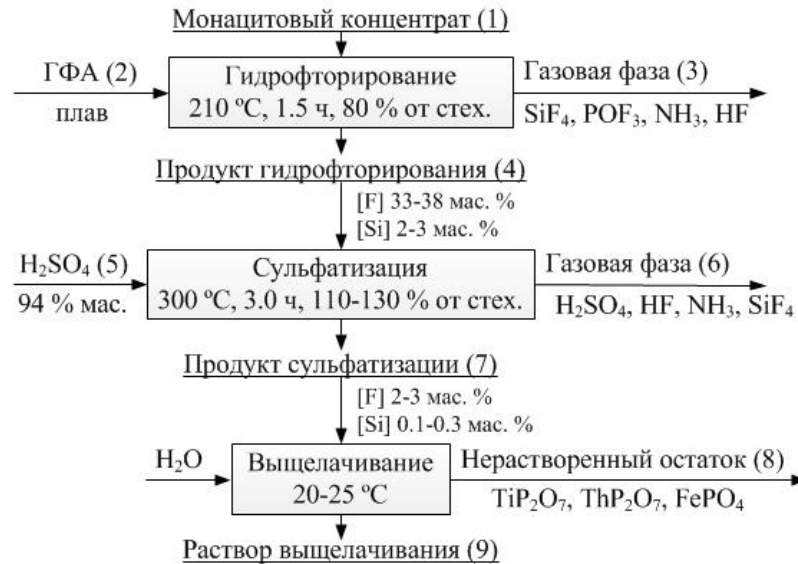 Монацитовый концентрат (1)
ГФА (2)
плав
Гидрофторирование
210 ºС, 1.5 ч, 80 % от стех.
Газовая фаза (3)
SiF₄, POF₃, NH₃, HF
Продукт гидрофторирования (4)
[F] 33-38 мас. %
[Si] 2-3 мас. %
H₂SO₄ (5)
94 % мас.
Сульфатизация
300 ºС, 3.0 ч, 110-130 % от стех.
Газовая фаза (6)
H₂SO₄, HF, NH₃, SiF₄
Продукт сульфатизации (7)
[F] 2-3 мас. %
[Si] 0.1-0.3 мас. %
H₂O
Выщелачивание
20-25 ºС
Нерастворенный остаток (8)
TiP₂O₇, ThP₂O₇, FePO₄
Раствор выщелачивания (9)